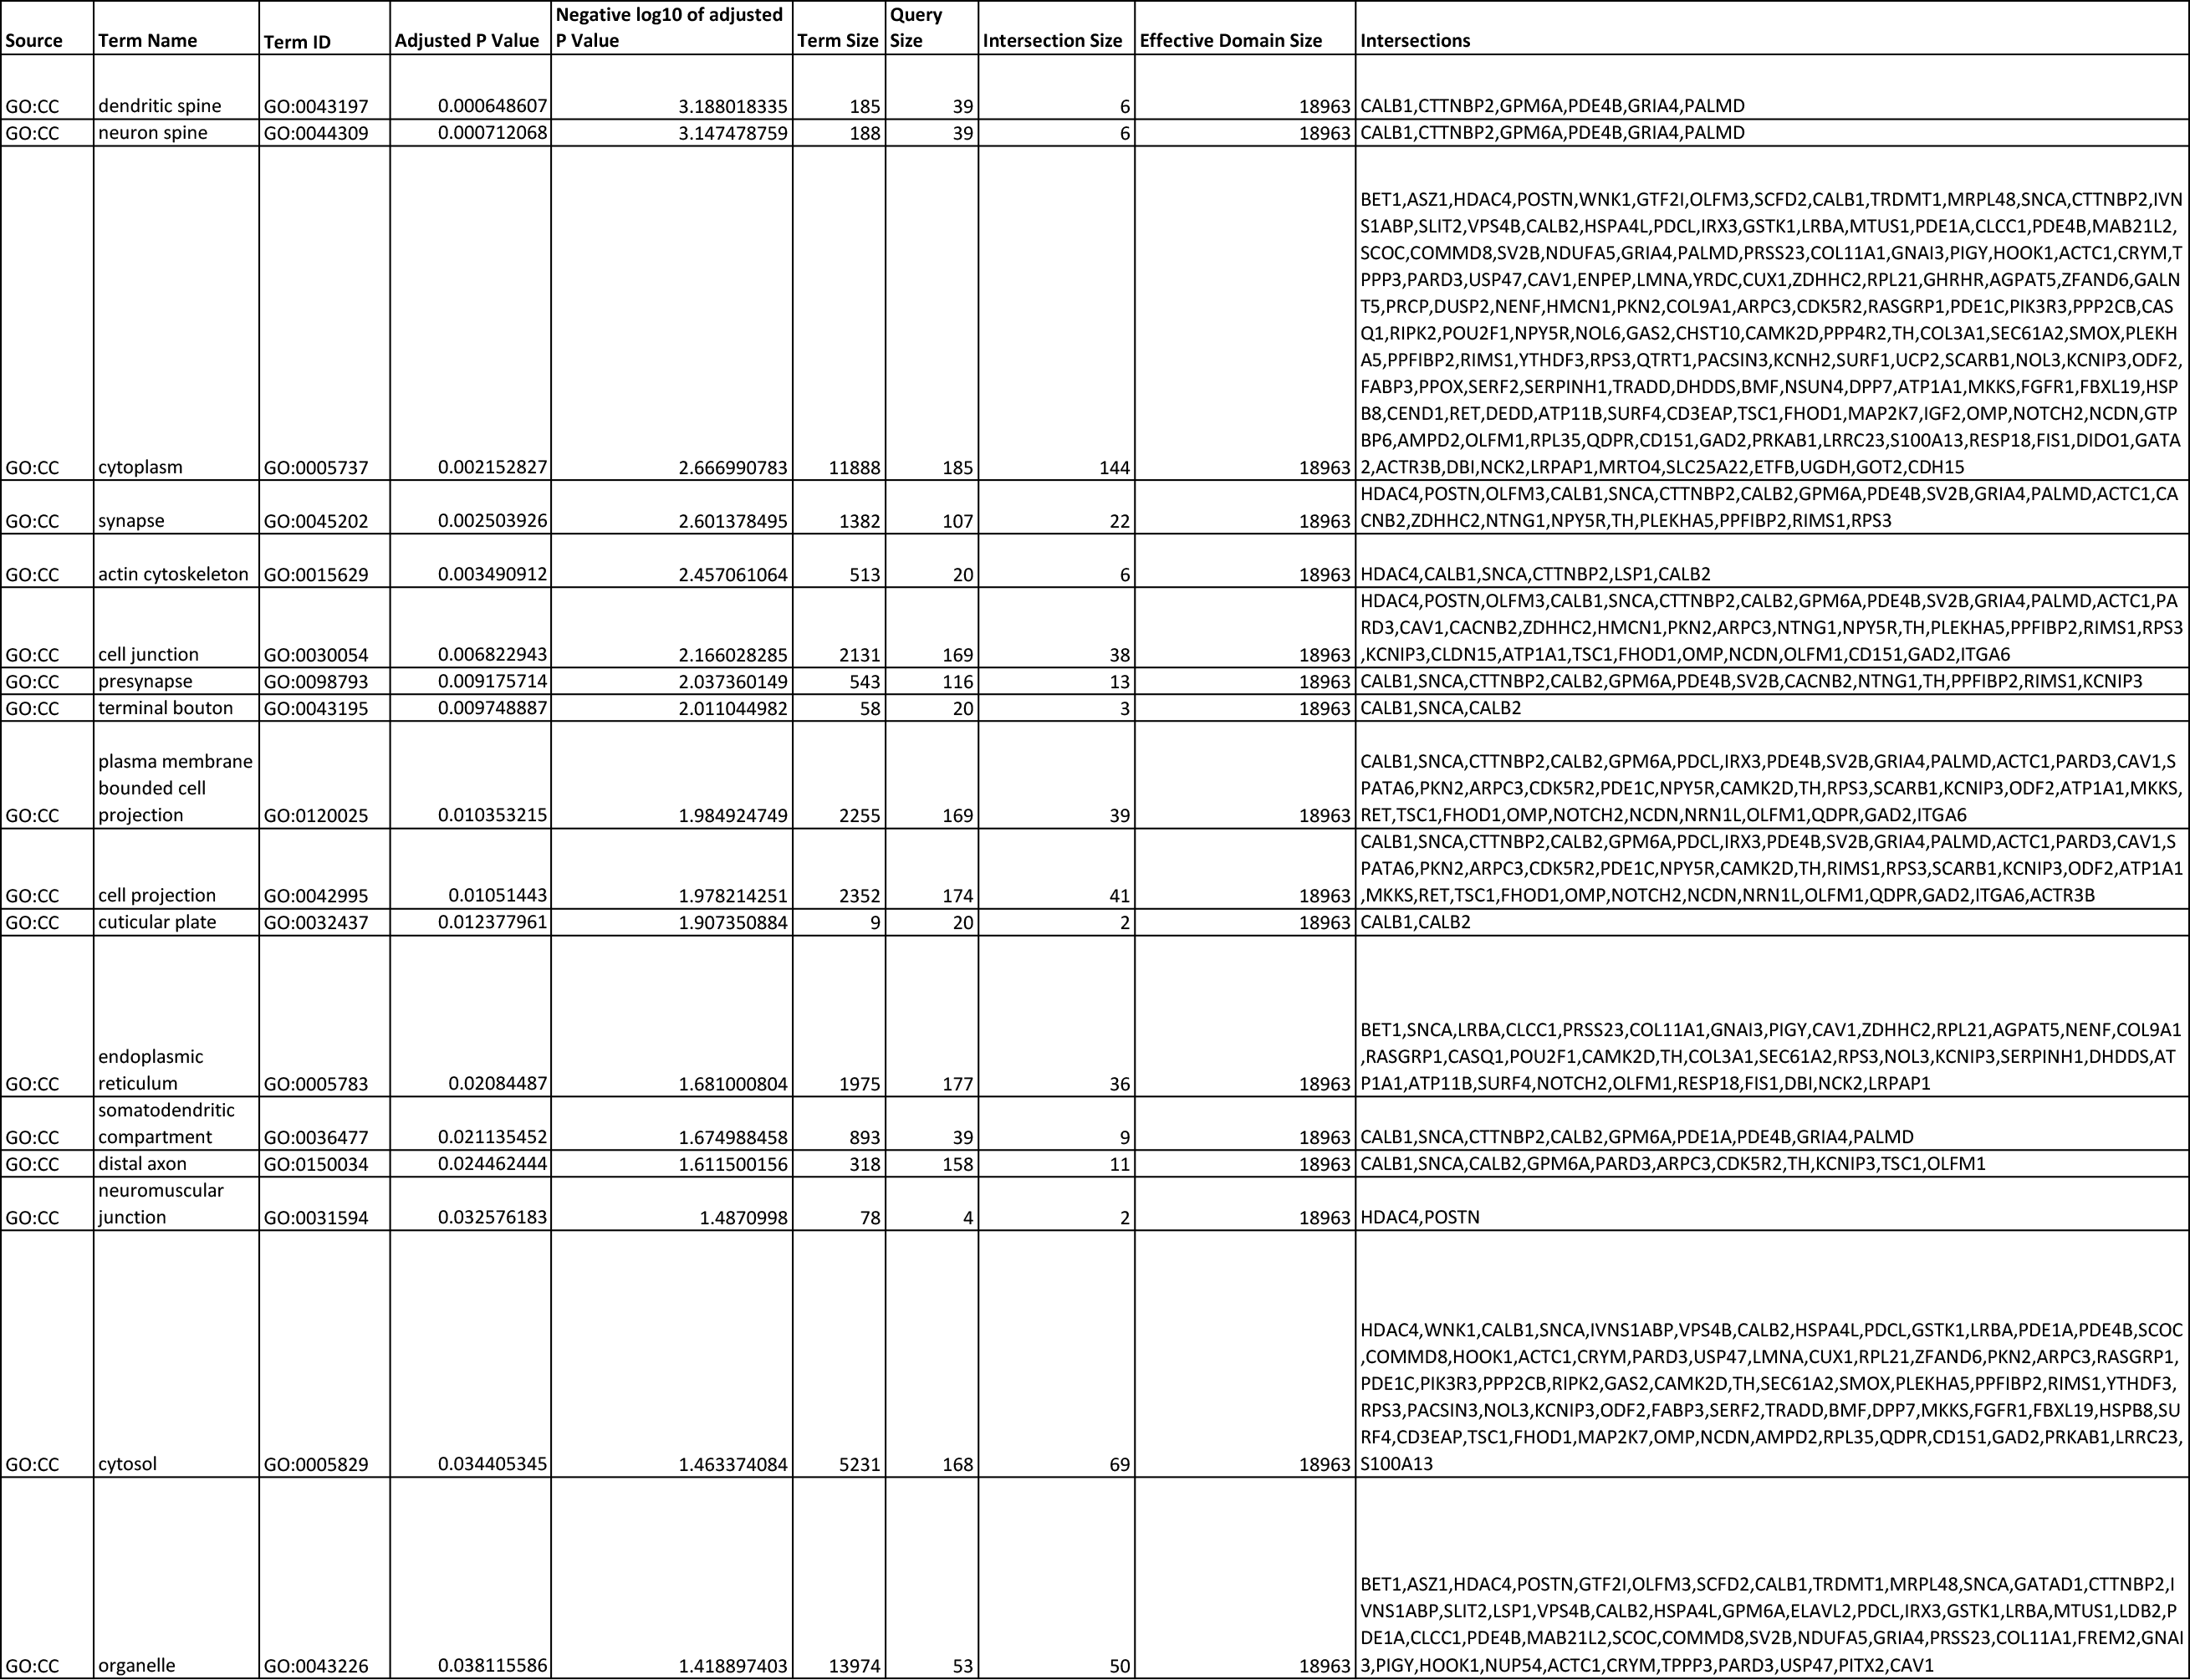 Source Term Name Term ID Adjusted P Value Negative log10 of adjusted P Value Term Size Query Size Intersection Size Effective Domain Size Intersections
GO:CC dendritic spine GO:0043197 0.000648607 3.188018335 185 39 6 18963 CALB1,CTTNBP2,GPM6A,PDE4B,GRIA4,PALMD
GO:CC neuron spine GO:0044309 0.000712068 3.147478759 188 39 6 18963 CALB1,CTTNBP2,GPM6A,PDE4B,GRIA4,PALMD
BET1,ASZ1,HDAC4,POSTN,WNK1,GTF2I,OLFM3,SCFD2,CALB1,TRDMT1,MRPL48,SNCA,CTTNBP2,IVN
S1ABP,SLIT2,VPS4B,CALB2,HSPA4L,PDCL,IRX3,GSTK1,LRBA,MTUS1,PDE1A,CLCC1,PDE4B,MAB21L2,
SCOC,COMMD8,SV2B,NDUFA5,GRIA4,PALMD,PRSS23,COL11A1,GNAI3,PIGY,HOOK1,ACTC1,CRYM,T
PPP3,PARD3,USP47,CAV1,ENPEP,LMNA,YRDC,CUX1,ZDHHC2,RPL21,GHRHR,AGPAT5,ZFAND6,GALN
T5,PRCP,DUSP2,NENF,HMCN1,PKN2,COL9A1,ARPC3,CDK5R2,RASGRP1,PDE1C,PIK3R3,PPP2CB,CAS
Q1,RIPK2,POU2F1,NPY5R,NOL6,GAS2,CHST10,CAMK2D,PPP4R2,TH,COL3A1,SEC61A2,SMOX,PLEKH
A5,PPFIBP2,RIMS1,YTHDF3,RPS3,QTRT1,PACSIN3,KCNH2,SURF1,UCP2,SCARB1,NOL3,KCNIP3,ODF2,
FABP3,PPOX,SERF2,SERPINH1,TRADD,DHDDS,BMF,NSUN4,DPP7,ATP1A1,MKKS,FGFR1,FBXL19,HSP
B8,CEND1,RET,DEDD,ATP11B,SURF4,CD3EAP,TSC1,FHOD1,MAP2K7,IGF2,OMP,NOTCH2,NCDN,GTP
BP6,AMPD2,OLFM1,RPL35,QDPR,CD151,GAD2,PRKAB1,LRRC23,S100A13,RESP18,FIS1,DIDO1,GATA
GO:CC cytoplasm GO:0005737 0.002152827 2.666990783 11888 185 144 18963 2,ACTR3B,DBI,NCK2,LRPAP1,MRTO4,SLC25A22,ETFB,UGDH,GOT2,CDH15
HDAC4,POSTN,OLFM3,CALB1,SNCA,CTTNBP2,CALB2,GPM6A,PDE4B,SV2B,GRIA4,PALMD,ACTC1,CA
GO:CC synapse GO:0045202 0.002503926 2.601378495 1382 107 22 18963 CNB2,ZDHHC2,NTNG1,NPY5R,TH,PLEKHA5,PPFIBP2,RIMS1,RPS3
GO:CC actin cytoskeleton GO:0015629 0.003490912 2.457061064 513 20 6 18963 HDAC4,CALB1,SNCA,CTTNBP2,LSP1,CALB2
HDAC4,POSTN,OLFM3,CALB1,SNCA,CTTNBP2,CALB2,GPM6A,PDE4B,SV2B,GRIA4,PALMD,ACTC1,PA
RD3,CAV1,CACNB2,ZDHHC2,HMCN1,PKN2,ARPC3,NTNG1,NPY5R,TH,PLEKHA5,PPFIBP2,RIMS1,RPS3
GO:CC cell junction GO:0030054 0.006822943 2.166028285 2131 169 38 18963 ,KCNIP3,CLDN15,ATP1A1,TSC1,FHOD1,OMP,NCDN,OLFM1,CD151,GAD2,ITGA6
GO:CC presynapse GO:0098793 0.009175714 2.037360149 543 116 13 18963 CALB1,SNCA,CTTNBP2,CALB2,GPM6A,PDE4B,SV2B,CACNB2,NTNG1,TH,PPFIBP2,RIMS1,KCNIP3
GO:CC terminal bouton GO:0043195 0.009748887 2.011044982 58 20 3 18963 CALB1,SNCA,CALB2
plasma membrane CALB1,SNCA,CTTNBP2,CALB2,GPM6A,PDCL,IRX3,PDE4B,SV2B,GRIA4,PALMD,ACTC1,PARD3,CAV1,S
bounded cell PATA6,PKN2,ARPC3,CDK5R2,PDE1C,NPY5R,CAMK2D,TH,RPS3,SCARB1,KCNIP3,ODF2,ATP1A1,MKKS,
GO:CC projection GO:0120025 0.010353215 1.984924749 2255 169 39 18963 RET,TSC1,FHOD1,OMP,NOTCH2,NCDN,NRN1L,OLFM1,QDPR,GAD2,ITGA6
CALB1,SNCA,CTTNBP2,CALB2,GPM6A,PDCL,IRX3,PDE4B,SV2B,GRIA4,PALMD,ACTC1,PARD3,CAV1,S
PATA6,PKN2,ARPC3,CDK5R2,PDE1C,NPY5R,CAMK2D,TH,RIMS1,RPS3,SCARB1,KCNIP3,ODF2,ATP1A1
GO:CC cell projection GO:0042995 0.01051443 1.978214251 2352 174 41 18963 ,MKKS,RET,TSC1,FHOD1,OMP,NOTCH2,NCDN,NRN1L,OLFM1,QDPR,GAD2,ITGA6,ACTR3B
GO:CC cuticular plate GO:0032437 0.012377961 1.907350884 9 20 2 18963 CALB1,CALB2
BET1,SNCA,LRBA,CLCC1,PRSS23,COL11A1,GNAI3,PIGY,CAV1,ZDHHC2,RPL21,AGPAT5,NENF,COL9A1
endoplasmic ,RASGRP1,CASQ1,POU2F1,CAMK2D,TH,COL3A1,SEC61A2,RPS3,NOL3,KCNIP3,SERPINH1,DHDDS,AT
GO:CC reticulum GO:0005783 0.02084487 1.681000804 1975 177 36 18963 P1A1,ATP11B,SURF4,NOTCH2,OLFM1,RESP18,FIS1,DBI,NCK2,LRPAP1
somatodendritic
GO:CC compartment GO:0036477 0.021135452 1.674988458 893 39 9 18963 CALB1,SNCA,CTTNBP2,CALB2,GPM6A,PDE1A,PDE4B,GRIA4,PALMD
GO:CC distal axon GO:0150034 0.024462444 1.611500156 318 158 11 18963 CALB1,SNCA,CALB2,GPM6A,PARD3,ARPC3,CDK5R2,TH,KCNIP3,TSC1,OLFM1
neuromuscular
GO:CC junction GO:0031594 0.032576183 1.4870998 78 4 2 18963 HDAC4,POSTN
HDAC4,WNK1,CALB1,SNCA,IVNS1ABP,VPS4B,CALB2,HSPA4L,PDCL,GSTK1,LRBA,PDE1A,PDE4B,SCOC
,COMMD8,HOOK1,ACTC1,CRYM,PARD3,USP47,LMNA,CUX1,RPL21,ZFAND6,PKN2,ARPC3,RASGRP1,
PDE1C,PIK3R3,PPP2CB,RIPK2,GAS2,CAMK2D,TH,SEC61A2,SMOX,PLEKHA5,PPFIBP2,RIMS1,YTHDF3,
RPS3,PACSIN3,NOL3,KCNIP3,ODF2,FABP3,SERF2,TRADD,BMF,DPP7,MKKS,FGFR1,FBXL19,HSPB8,SU
RF4,CD3EAP,TSC1,FHOD1,MAP2K7,OMP,NCDN,AMPD2,RPL35,QDPR,CD151,GAD2,PRKAB1,LRRC23,
GO:CC cytosol GO:0005829 0.034405345 1.463374084 5231 168 69 18963 S100A13
BET1,ASZ1,HDAC4,POSTN,GTF2I,OLFM3,SCFD2,CALB1,TRDMT1,MRPL48,SNCA,GATAD1,CTTNBP2,I
VNS1ABP,SLIT2,LSP1,VPS4B,CALB2,HSPA4L,GPM6A,ELAVL2,PDCL,IRX3,GSTK1,LRBA,MTUS1,LDB2,P
DE1A,CLCC1,PDE4B,MAB21L2,SCOC,COMMD8,SV2B,NDUFA5,GRIA4,PRSS23,COL11A1,FREM2,GNAI
GO:CC organelle GO:0043226 0.038115586 1.418897403 13974 53 50 18963 3,PIGY,HOOK1,NUP54,ACTC1,CRYM,TPPP3,PARD3,USP47,PITX2,CAV1